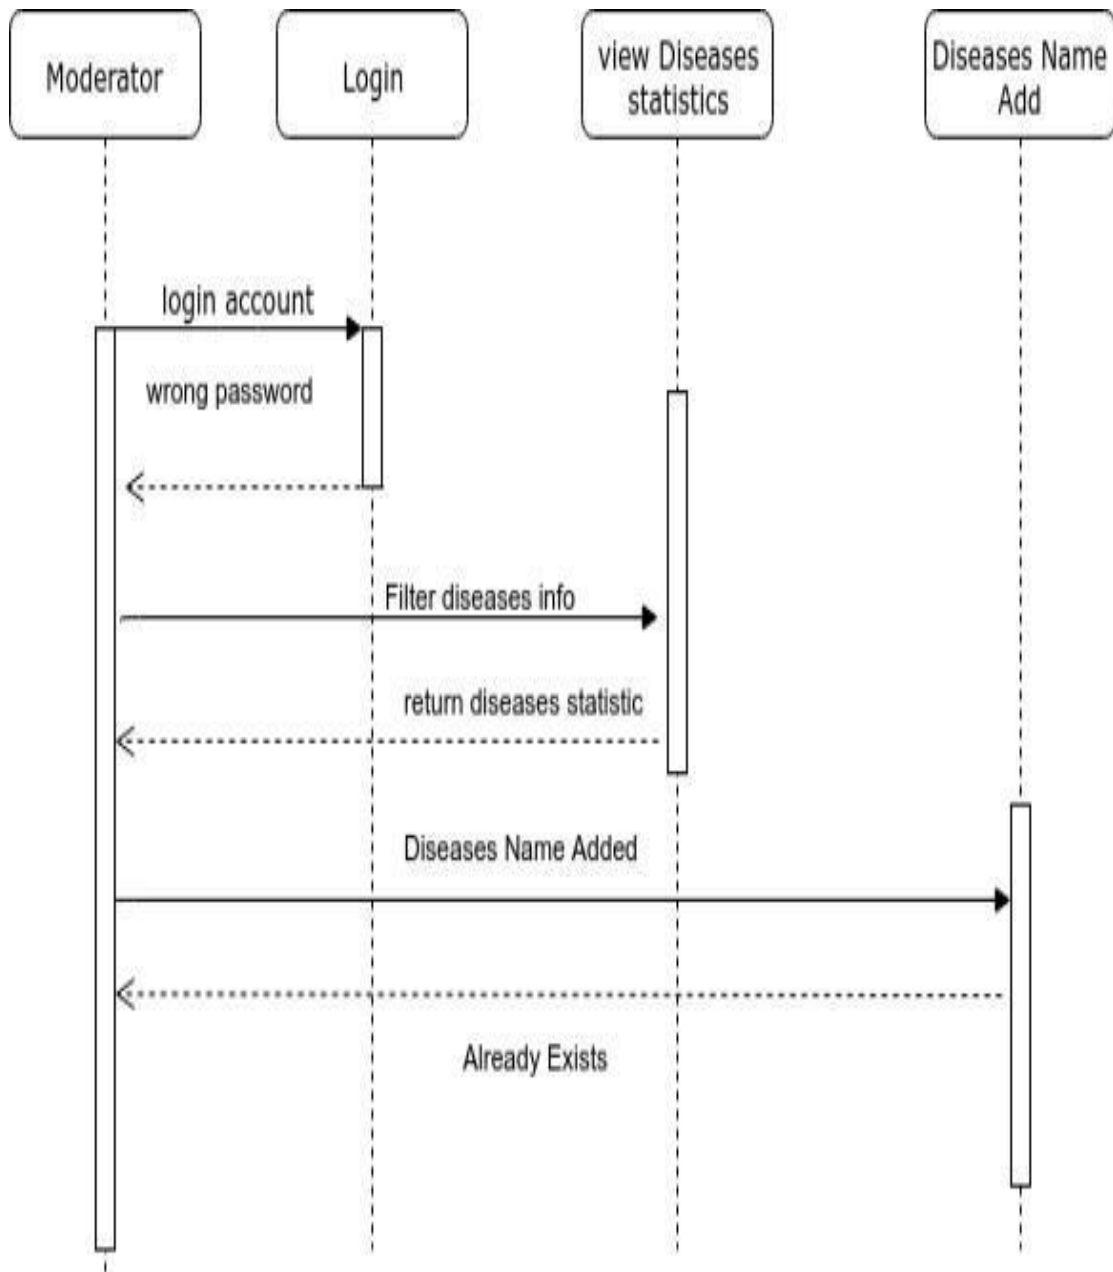 Moderator
Login
view Diseases
statistics
Diseases Name
Add
login account
wrong password
Filter diseases info
return diseases statistic
Diseases Name Added
Already Exists